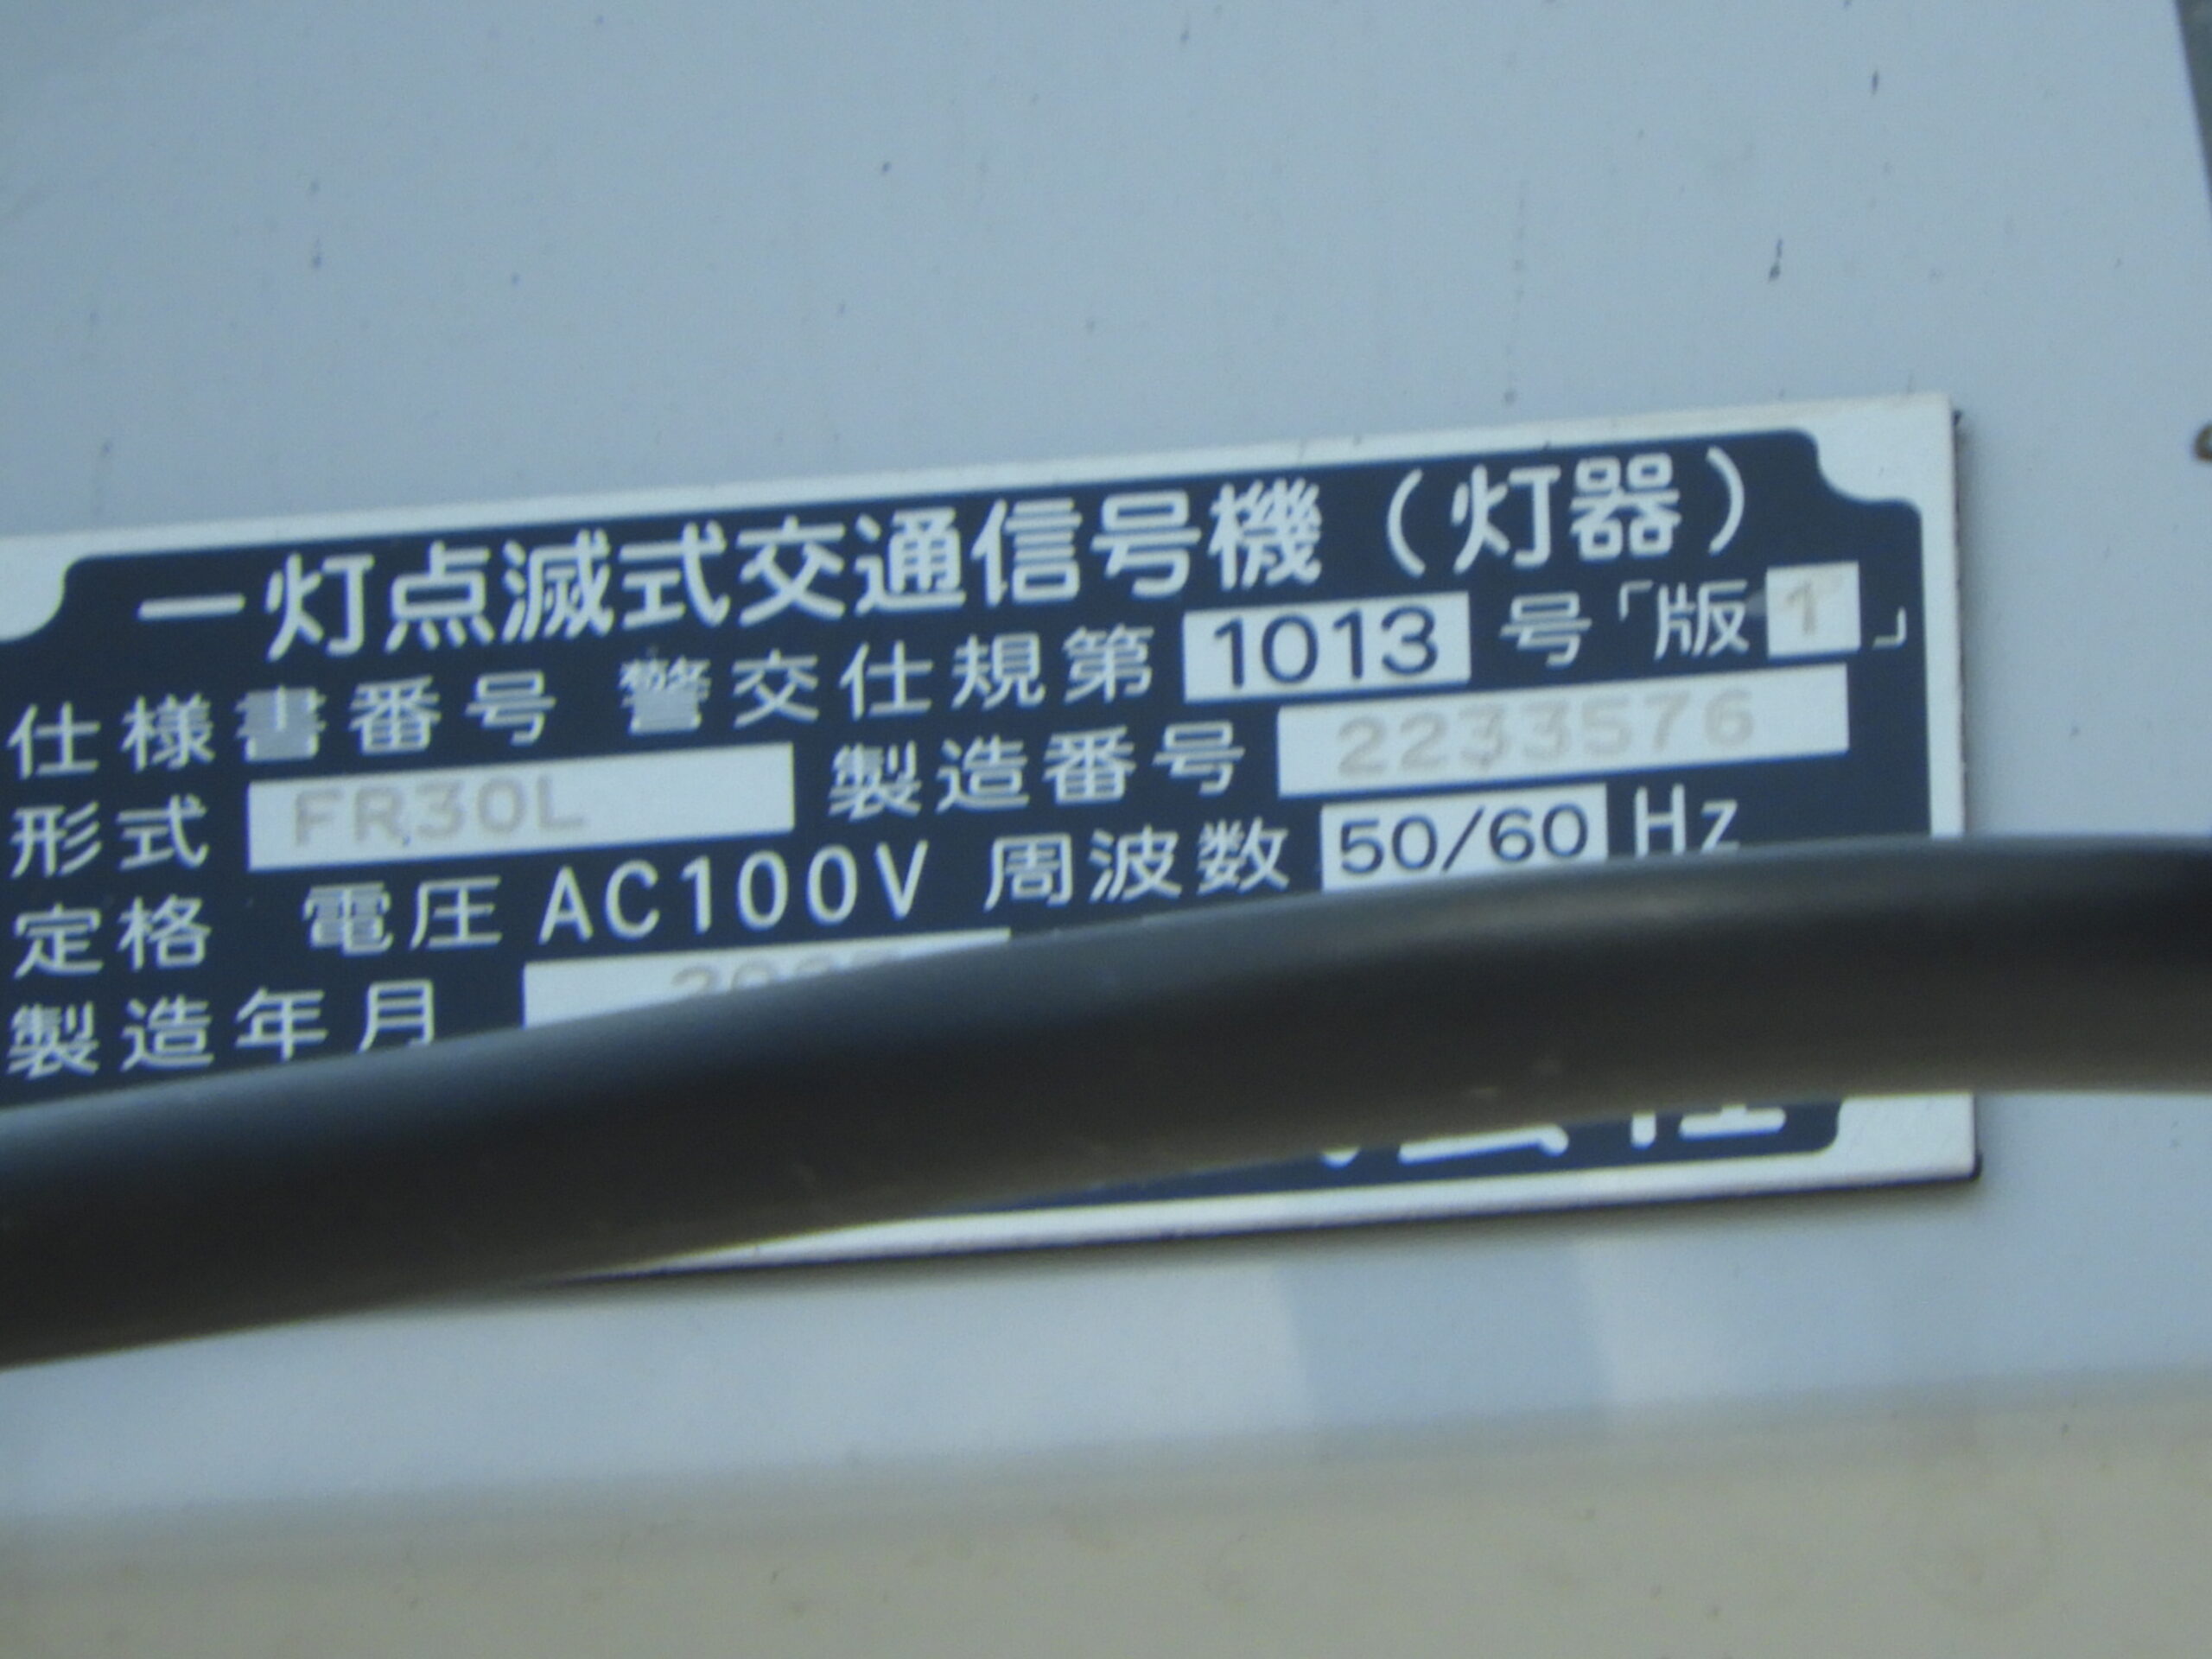 一灯点滅式交通信号機（灯器）
仕様書番号 警交仕規第 1013 号「版 1」
形式 FR30L 製造番号 2233576
定格 電圧 AC100V 周波数 50/60 Hz
製造年月